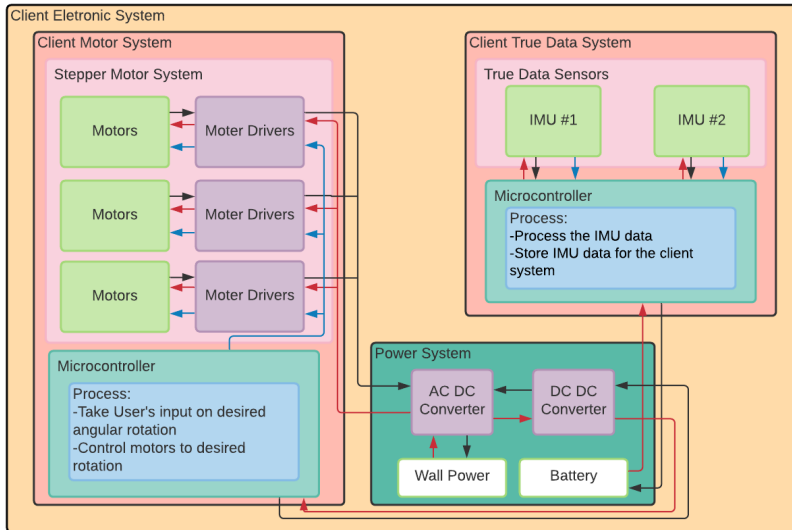 Client Eletronic System
Client Motor System
Stepper Motor System
Motors
Moter Drivers
Motors
Moter Drivers
Motors
Moter Drivers
Microcontroller
Process:
-Take User's input on desired
angular rotation
-Control motors to desired
rotation
Client True Data System
True Data Sensors
IMU #1
IMU #2
Microcontroller
Process:
-Process the IMU data
-Store IMU data for the client
system
Power System
AC DC
Converter
DC DC
Converter
Wall Power
Battery